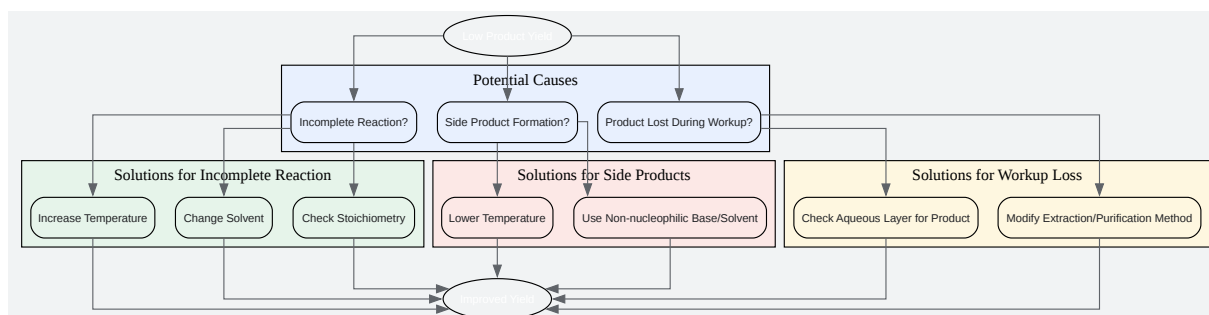 Low Product Yield
Potential Causes
Incomplete Reaction?
Side Product Formation?
Product Lost During Workup?
Solutions for Incomplete Reaction
Solutions for Side Products
Solutions for Workup Loss
Increase Temperature
Change Solvent
Check Stoichiometry
Lower Temperature
Use Non-nucleophilic Base/Solvent
Check Aqueous Layer for Product
Modify Extraction/Purification Method
Improved Yield